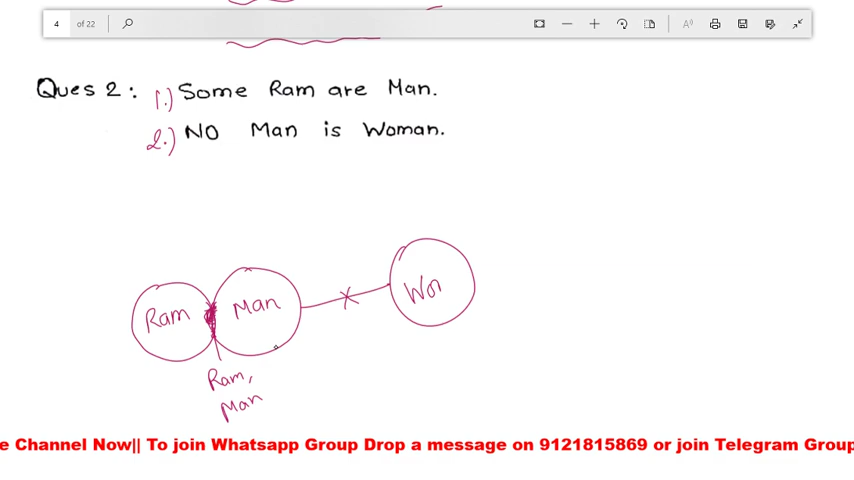 4 of 22
Ques 2: 1.) Some Ram are Man.
2.) NO Man is Woman.
Ram Man Wor
Ram,
Man
e Channel Now|| To join Whatsapp Group Drop a message on 9121815869 or join Telegram Group